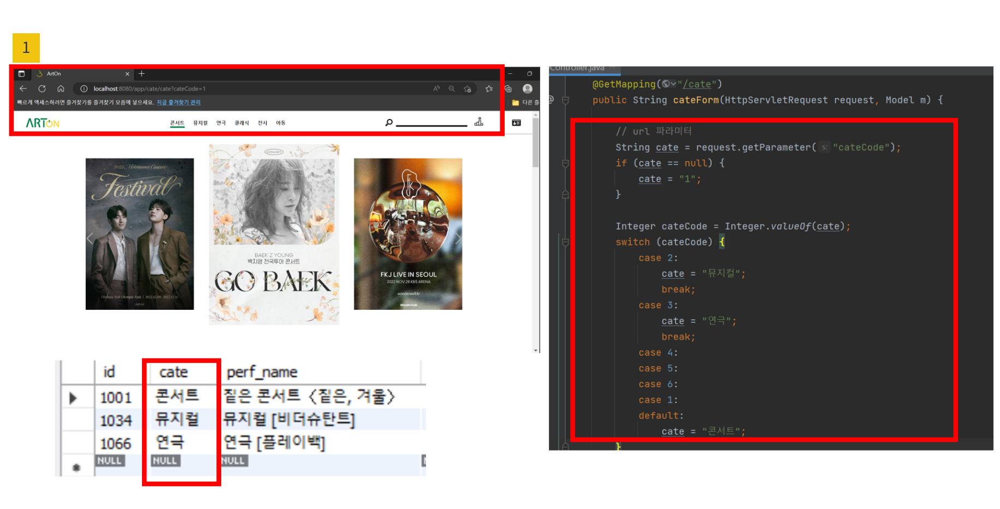 1
ArtOn
localhost:8080/app/cate/cate?cateCode=1
빠르게 액세스하려면 즐겨찾기를 즐겨찾기 모음에 넣으세요. 지금 즐겨찾기 관리
다른 즐
ARTON
콘서트 뮤지컬 연극 클래식 전시 아동
2022 Melomance Concert
Festival
Olympic Hall Olympic Park | 2022.12.09 - 2022.12.11
CONCERT
BAEK Z YOUNG
백지영 전국투어 콘서트
GO BAEK
FKJ
FKJ LIVE IN SEOUL
2022 NOV 29 KBS ARENA
wonderwall.kr
Wonderwall.
id cate perf_name
1001 콘서트 짙은 콘서트 〈짙은, 겨울〉
1034 뮤지컬 뮤지컬 [비더슈탄트]
1066 연극 연극 [플레이백]
NULL NULL NULL
Controller.java
@GetMapping("/cate")
public String cateForm(HttpServletRequest request, Model m) {
// url 파라미터
String cate = request.getParameter( s: "cateCode");
if (cate == null) {
cate = "1";
}
Integer cateCode = Integer.valueOf(cate);
switch (cateCode) {
case 2:
cate = "뮤지컬";
break;
case 3:
cate = "연극";
break;
case 4:
case 5:
case 6:
case 1:
default:
cate = "콘서트";
}